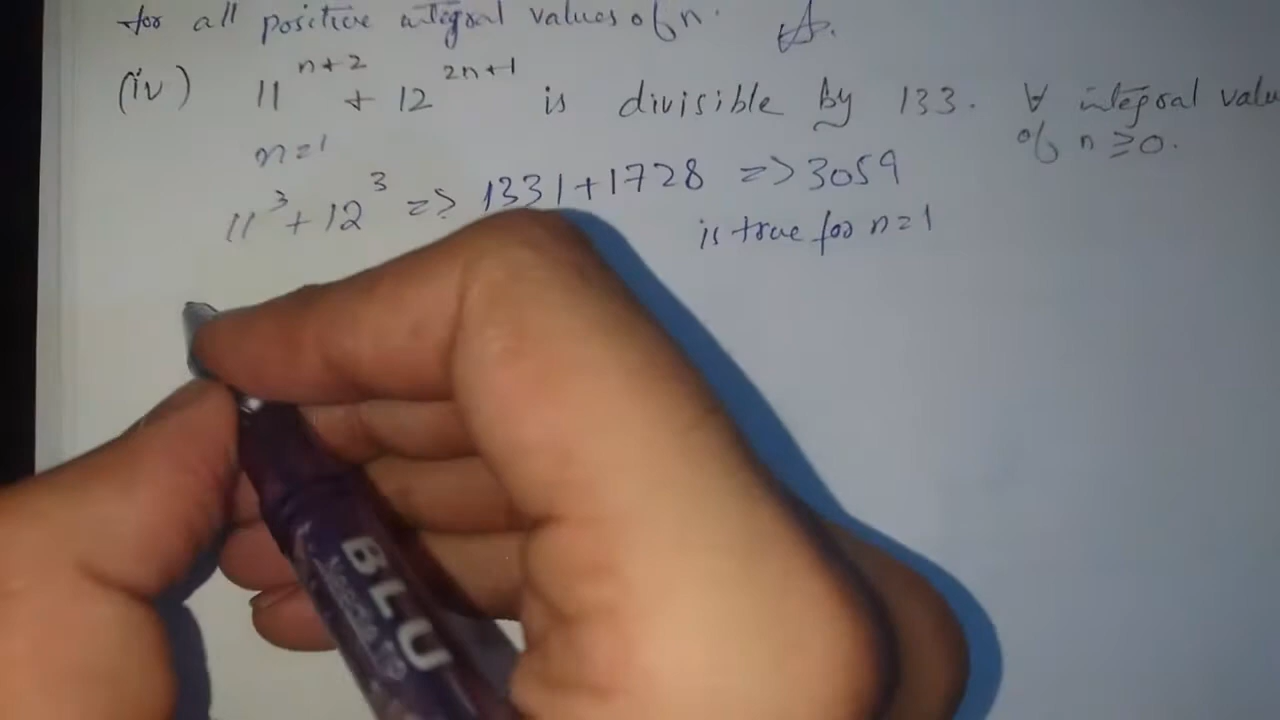 for all positive integral values of n.
(iv) 11^{n+2} + 12^{2n+1} is divisible by 133. ∀ integral valu
of n ≥ 0.
n=1
11^3 + 12^3 => 1331+1728 => 3059
is true for n=1
BLU